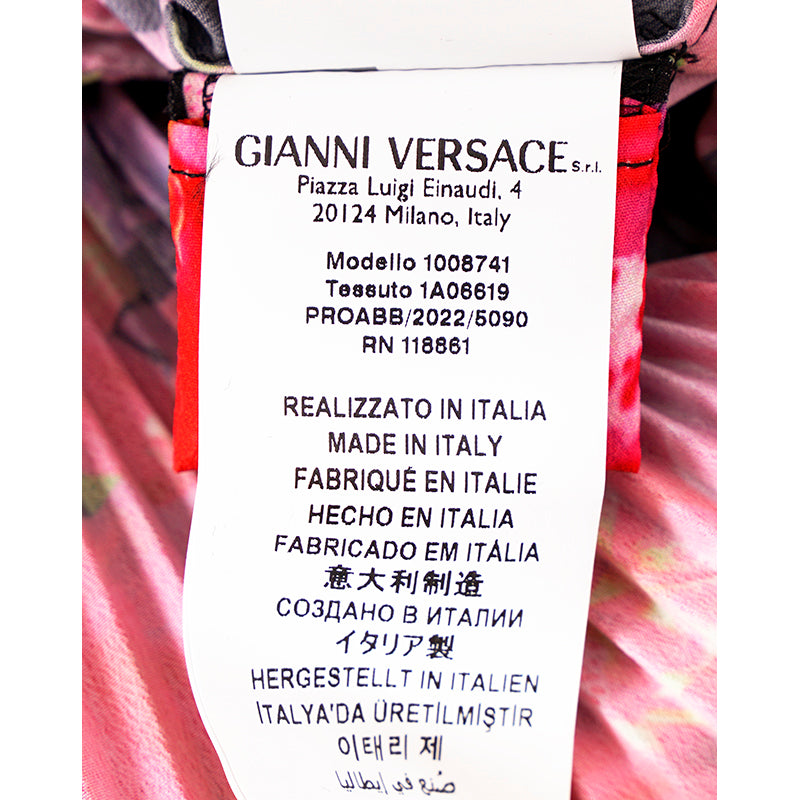 GIANNI VERSACE s.r.l.
Piazza Luigi Einaudi, 4
20124 Milano, Italy
Modello 1008741
Tessuto 1A06619
PROABB/2022/5090
RN 118861
REALIZZATO IN ITALIA
MADE IN ITALY
FABRIQUÉ EN ITALIE
HECHO EN ITALIA
FABRICADO EM ITÁLIA
意大利制造
СОЗДАНО В ИТАЛИИ
イタリア製
HERGESTELLT IN ITALIEN
İTALYA'DA ÜRETİLMİŞTİR
이태리 제
صُنع في إيطاليا